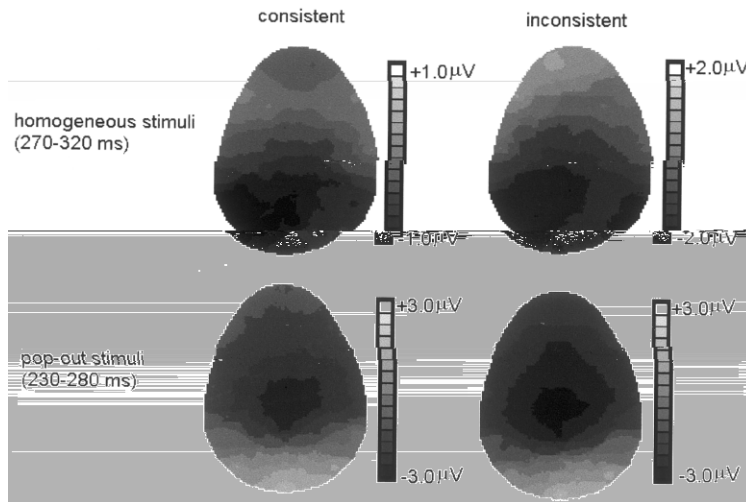 consistent
inconsistent
+1.0μV
+2.0μV
homogeneous stimuli
(270-320 ms)
-1.0μV
-2.0μV
+3.0μV
+3.0μV
pop-out stimuli
(230-280 ms)
-3.0μV
-3.0μV